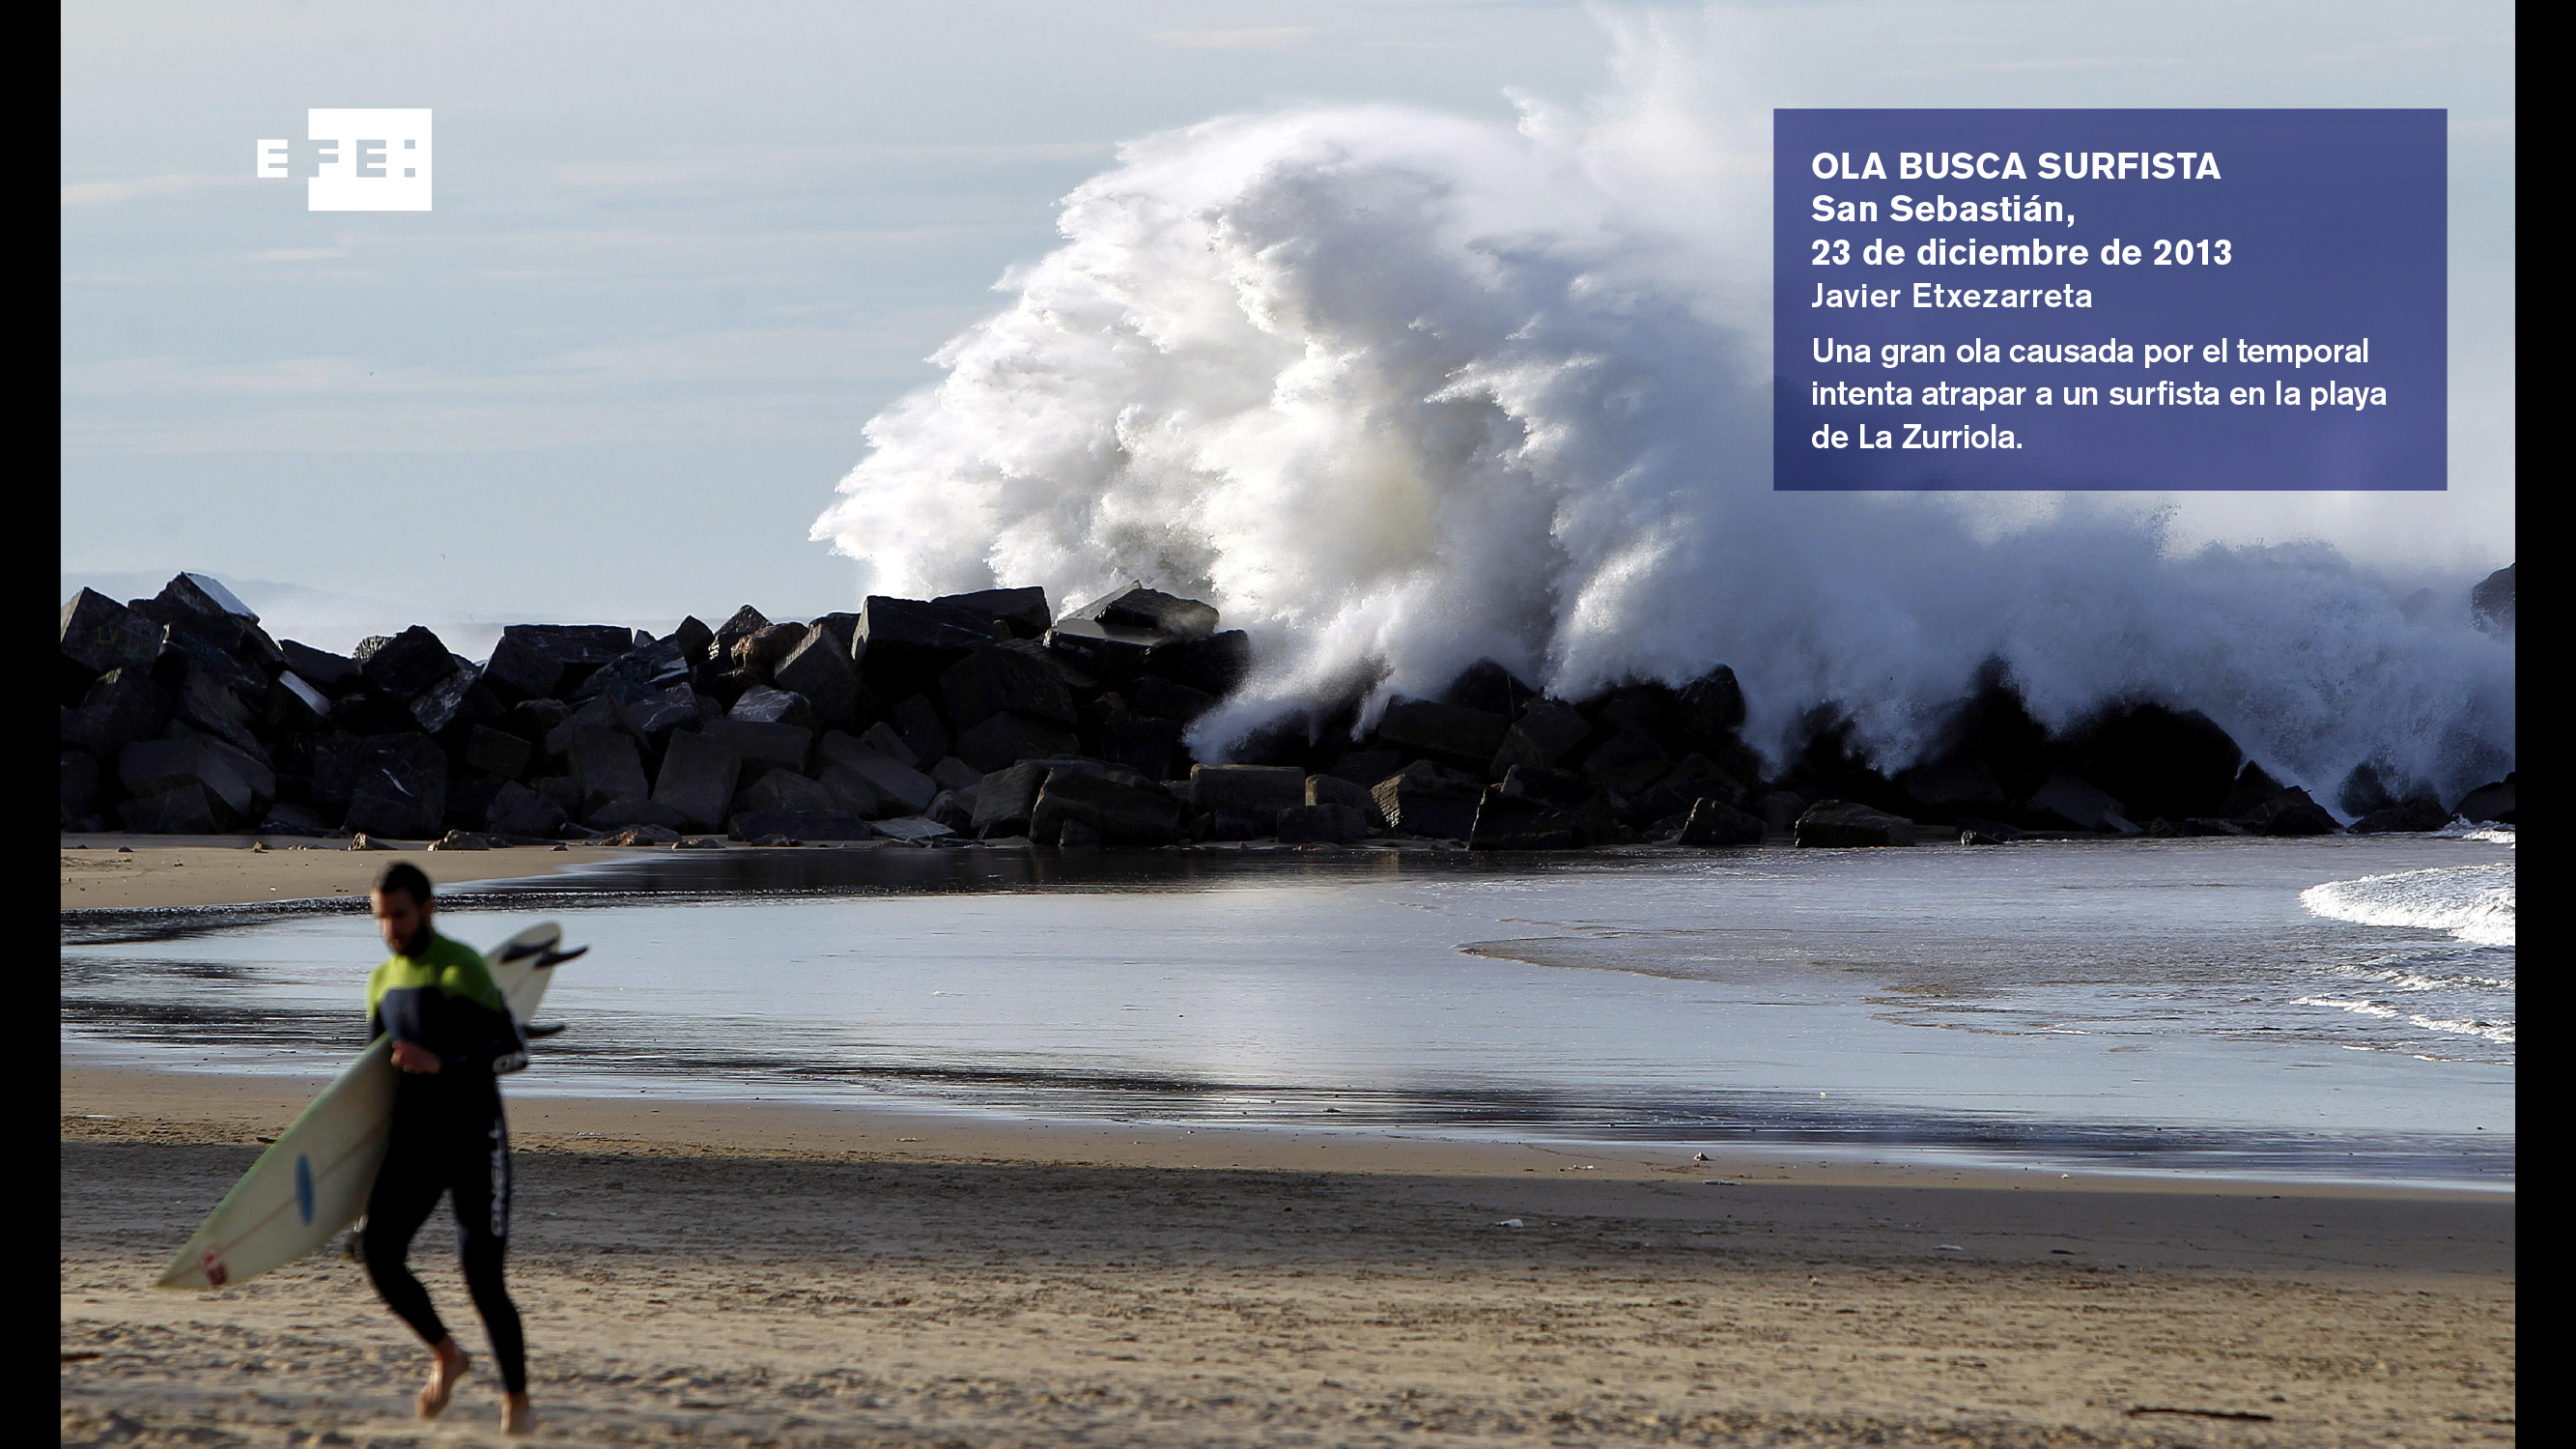 EFE:
OLA BUSCA SURFISTA
San Sebastián,
23 de diciembre de 2013
Javier Etxezarreta
Una gran ola causada por el temporal
intenta atrapar a un surfista en la playa
de La Zurriola.
O'NEILL